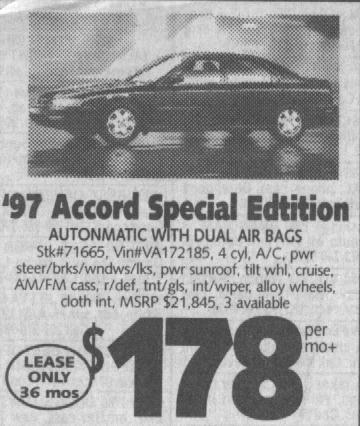 '97 Accord Special Edtition
AUTONMATIC WITH DUAL AIR BAGS
Stk#71665, Vin#VA172185, 4 cyl, A/C, pwr
steer/brks/wndws/lks, pwr sunroof, tilt whl, cruise,
AM/FM cass, r/def, tnt/gls, int/wiper, alloy wheels,
cloth int, MSRP $21,845, 3 available
LEASE
ONLY
36 mos
$178
per
mo+